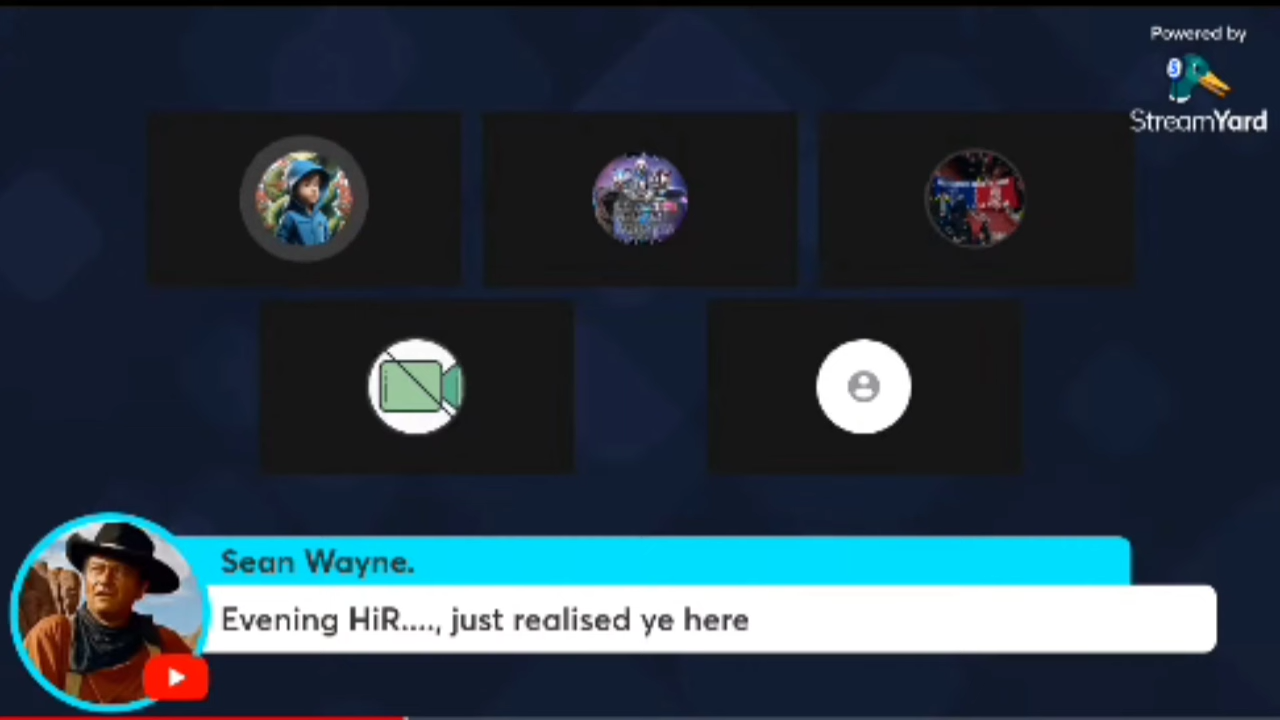 Powered by
StreamYard
Sean Wayne.
Evening HiR...., just realised ye here